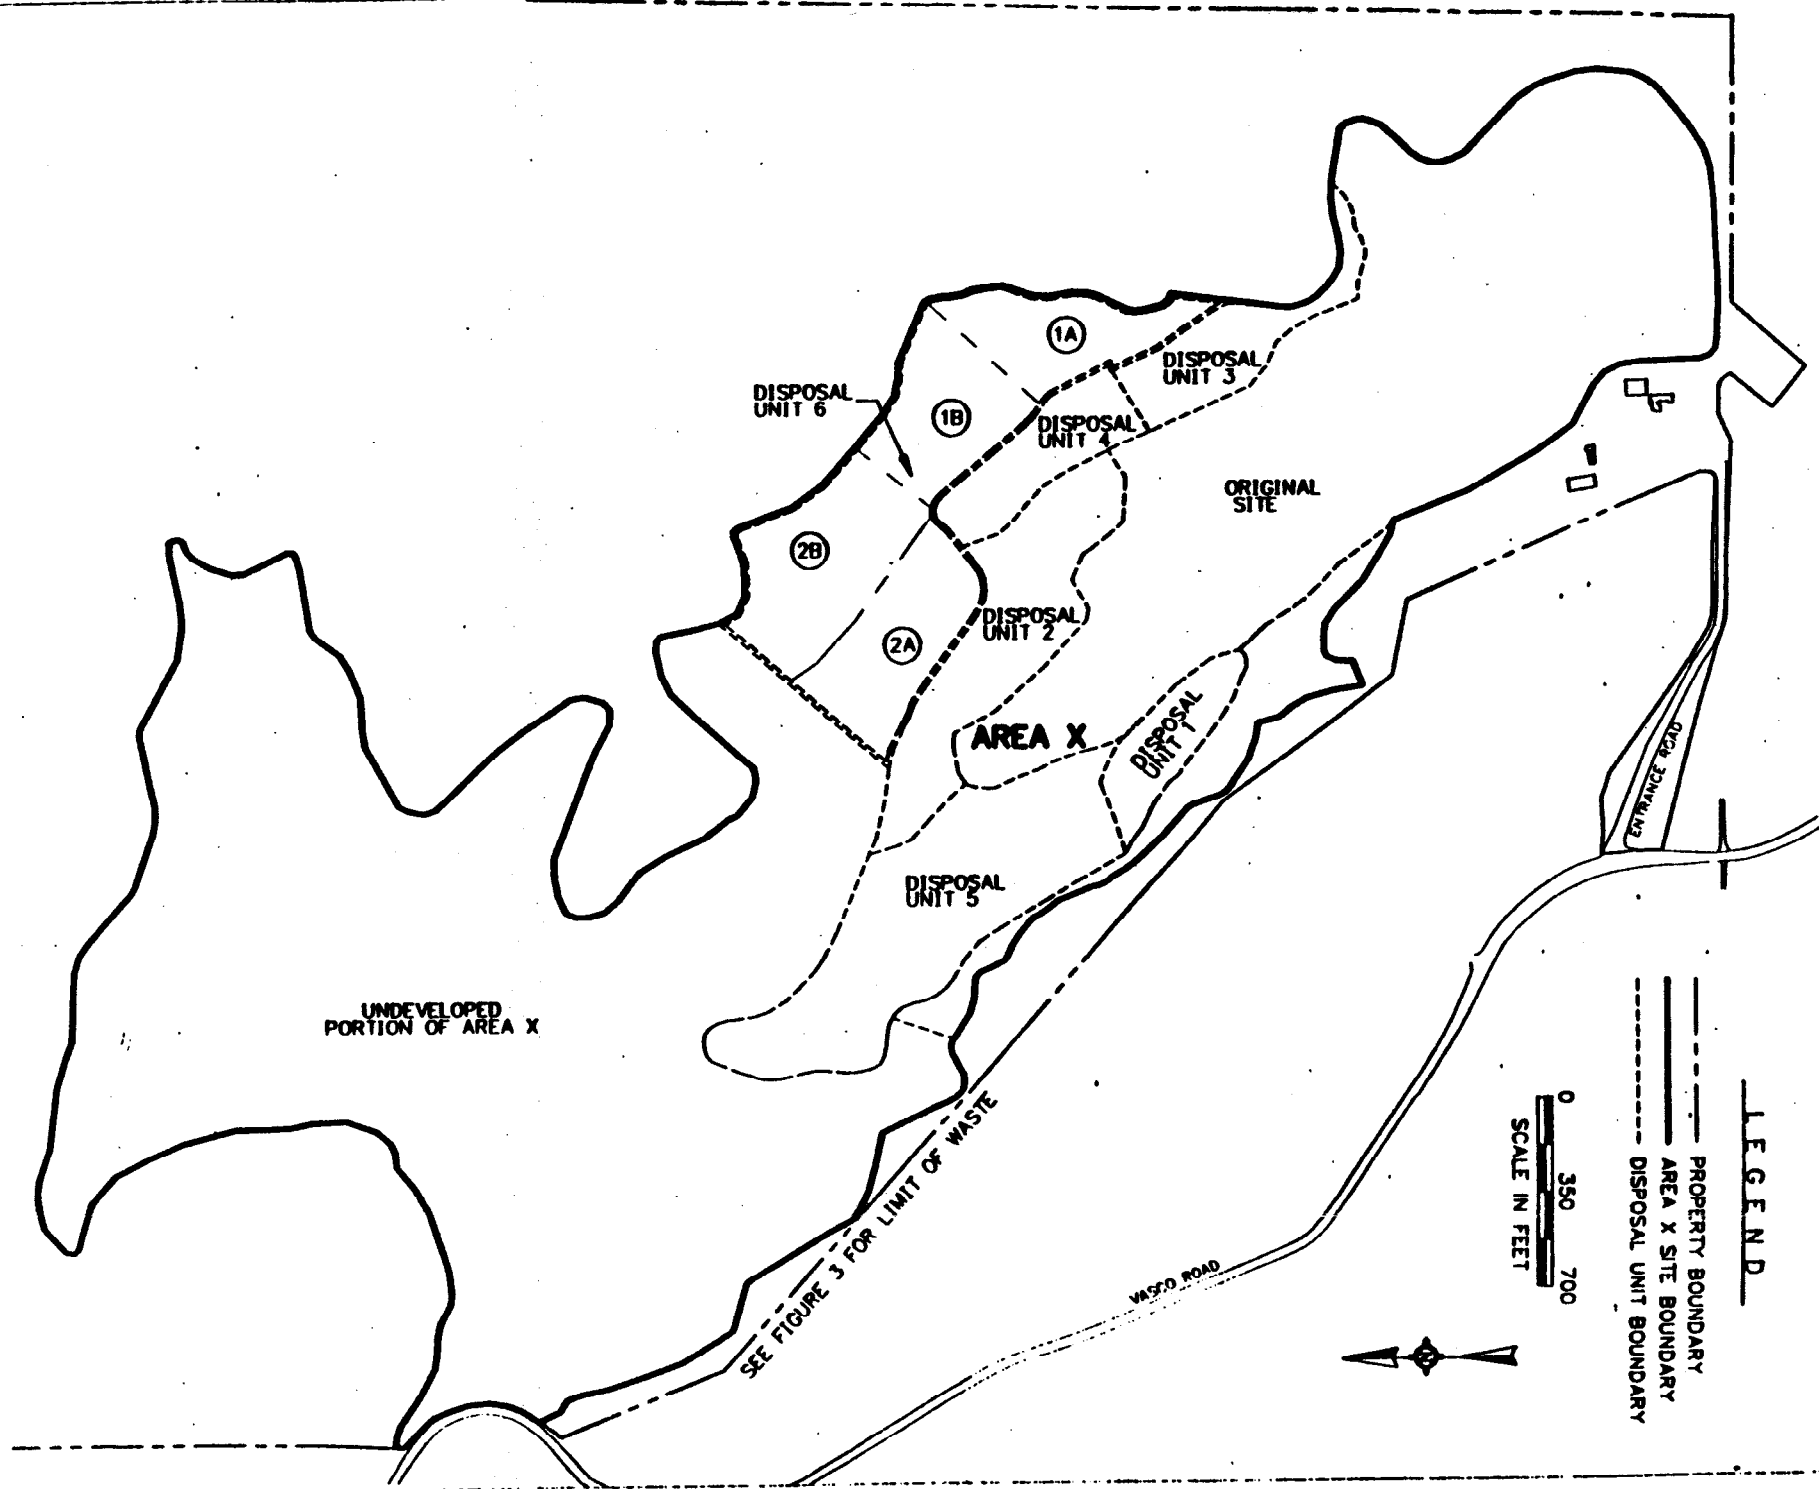 1A
DISPOSAL
UNIT 3
DISPOSAL
UNIT 6
1B
DISPOSAL
UNIT 4
ORIGINAL
SITE
2B
DISPOSAL
UNIT 2
2A
AREA X
DISPOSAL
UNIT 1
ENTRANCE ROAD
DISPOSAL
UNIT 5
UNDEVELOPED
PORTION OF AREA X
SEE FIGURE 3 FOR LIMIT OF WASTE
VASCO ROAD
LEGEND
PROPERTY BOUNDARY
AREA X SITE BOUNDARY
DISPOSAL UNIT BOUNDARY
0 350 700
SCALE IN FEET
N